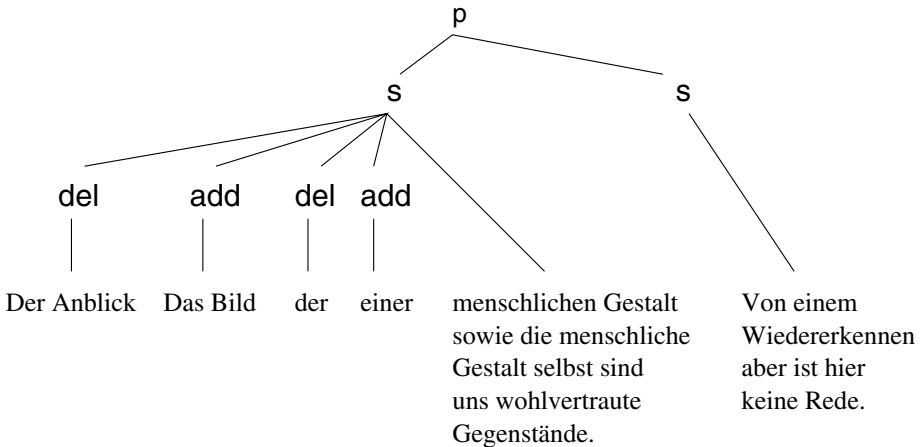 p
s s
del add del add
Der Anblick Das Bild der einer
menschlichen Gestalt
sowie die menschliche
Gestalt selbst sind
uns wohlvertraute
Gegenstände.
Von einem
Wiedererkennen
aber ist hier
keine Rede.